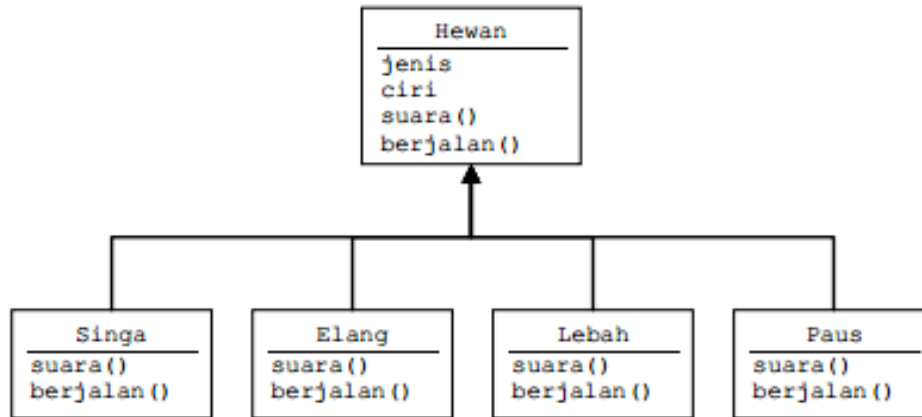 Hewan
jenis
ciri
suara()
berjalan()
Singa
suara()
berjalan()
Elang
suara()
berjalan()
Lebah
suara()
berjalan()
Paus
suara()
berjalan()